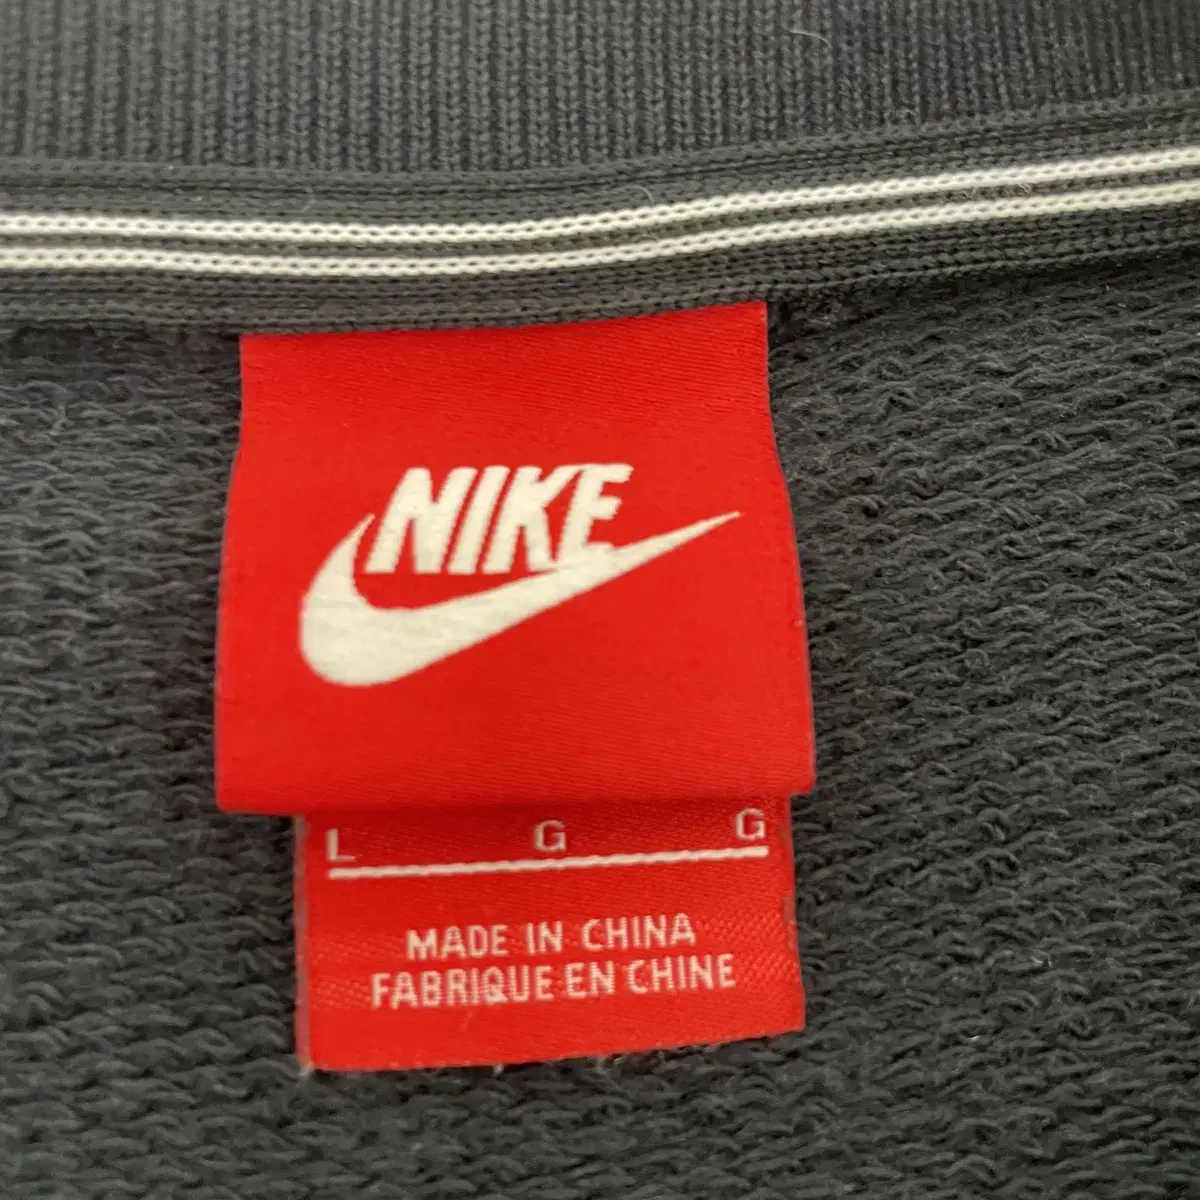 NIKE
L G G
MADE IN CHINA
FABRIQUE EN CHINE